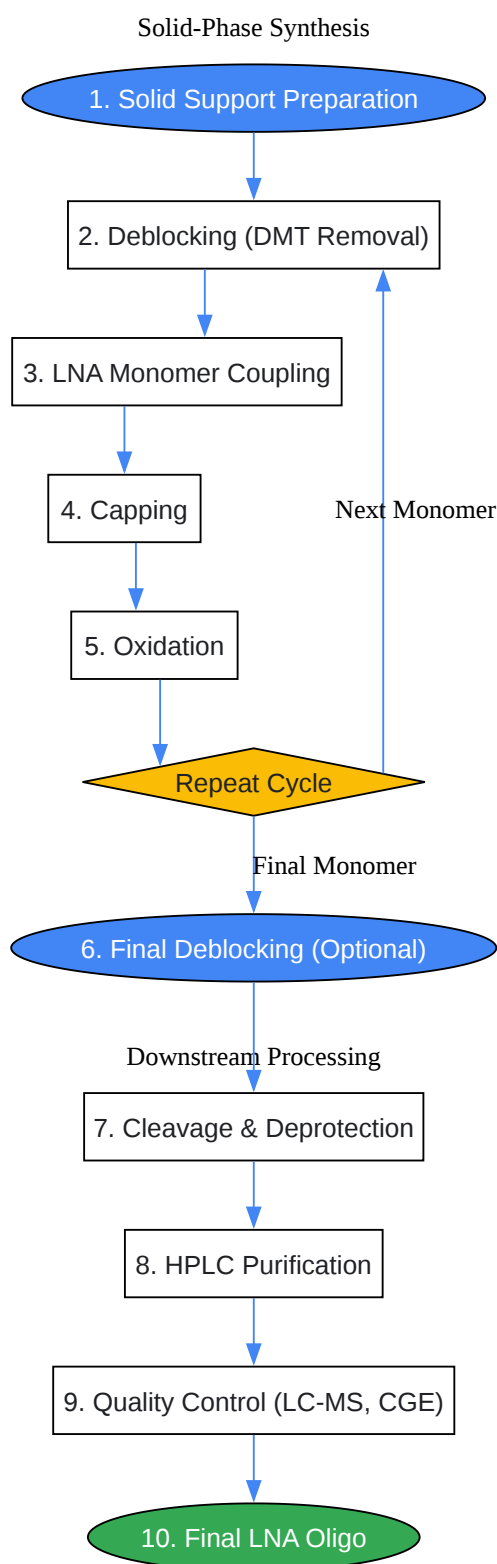 Solid-Phase Synthesis
1. Solid Support Preparation
2. Deblocking (DMT Removal)
3. LNA Monomer Coupling
4. Capping
Next Monomer
5. Oxidation
Repeat Cycle
Final Monomer
6. Final Deblocking (Optional)
Downstream Processing
7. Cleavage & Deprotection
8. HPLC Purification
9. Quality Control (LC-MS, CGE)
10. Final LNA Oligo